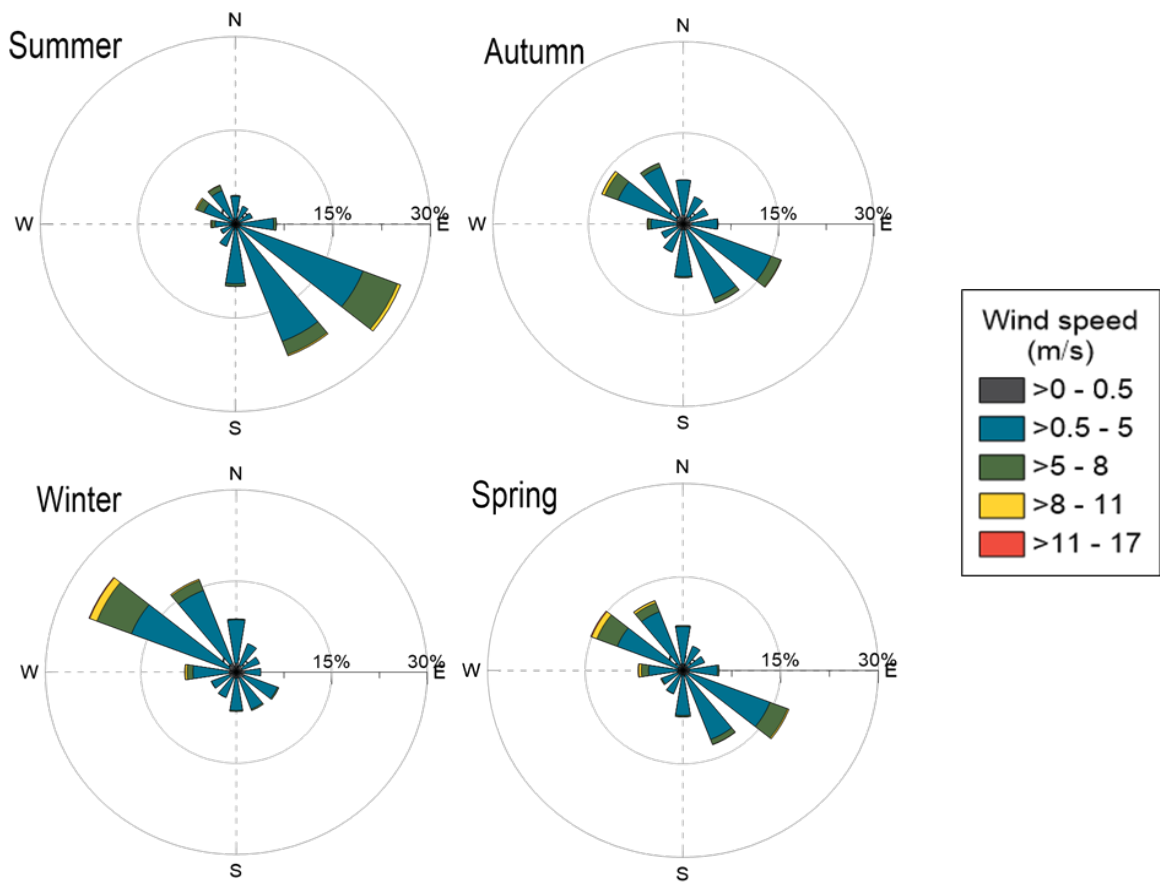 Summer
N
W
15%
30%
E
S
Autumn
N
W
15%
30%
E
S
Winter
N
W
15%
30%
E
S
Spring
N
W
15%
30%
E
S
Wind speed
(m/s)
>0 - 0.5
>0.5 - 5
>5 - 8
>8 - 11
>11 - 17